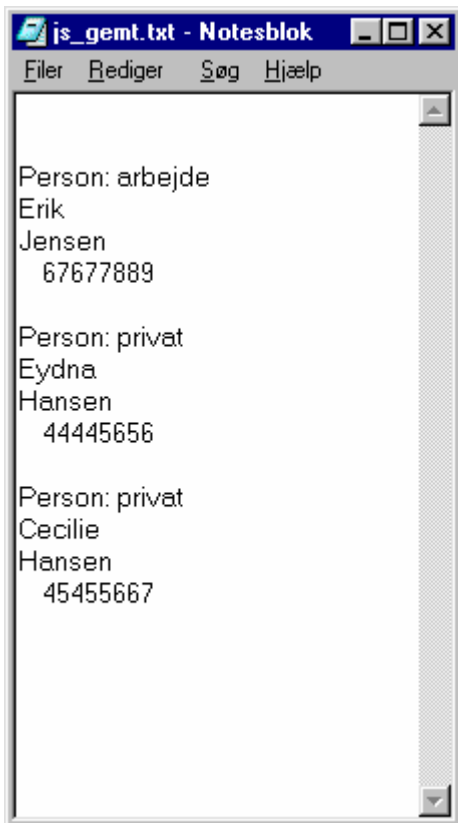 js_gemt.txt - Notesblok
Filer Rediger Søg Hjælp
Person: arbejde
Erik
Jensen
67677889
Person: privat
Eydna
Hansen
44445656
Person: privat
Cecilie
Hansen
45455667